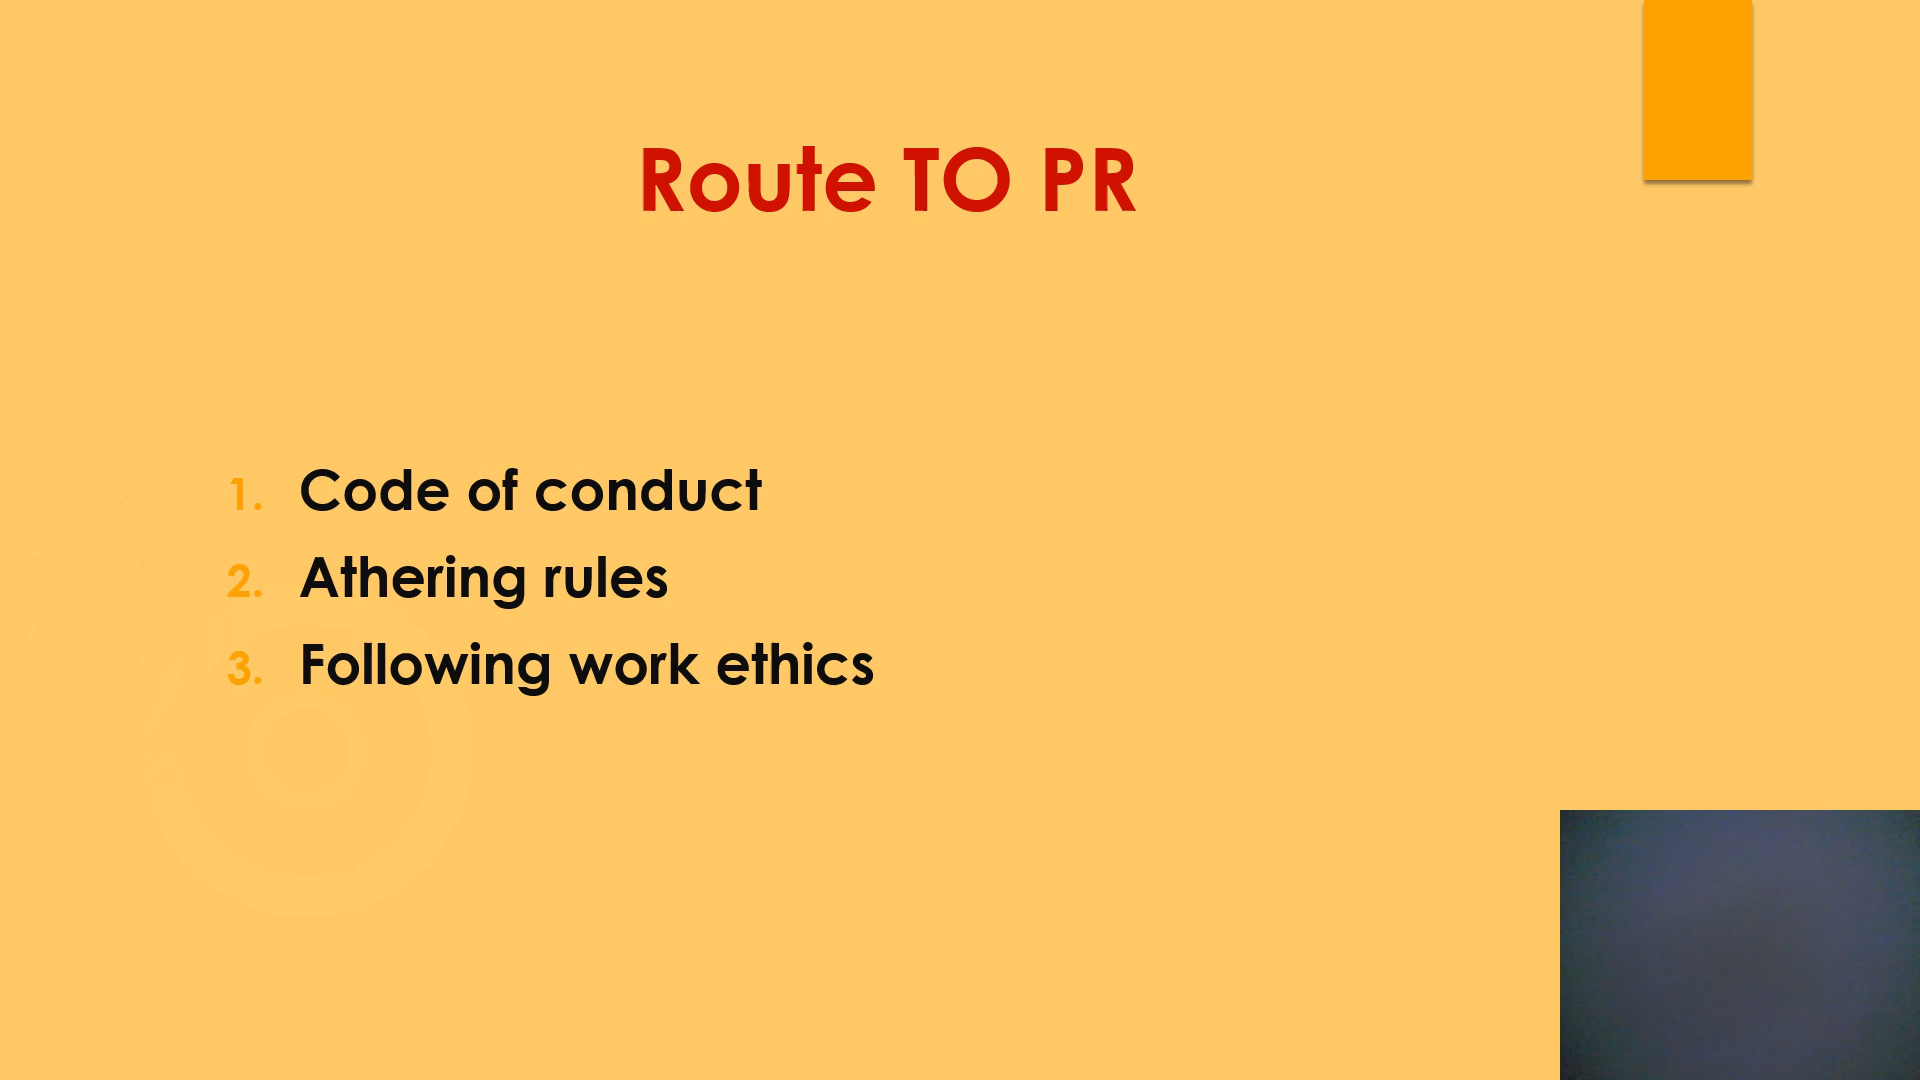 Route TO PR
1. Code of conduct
2. Athering rules
3. Following work ethics